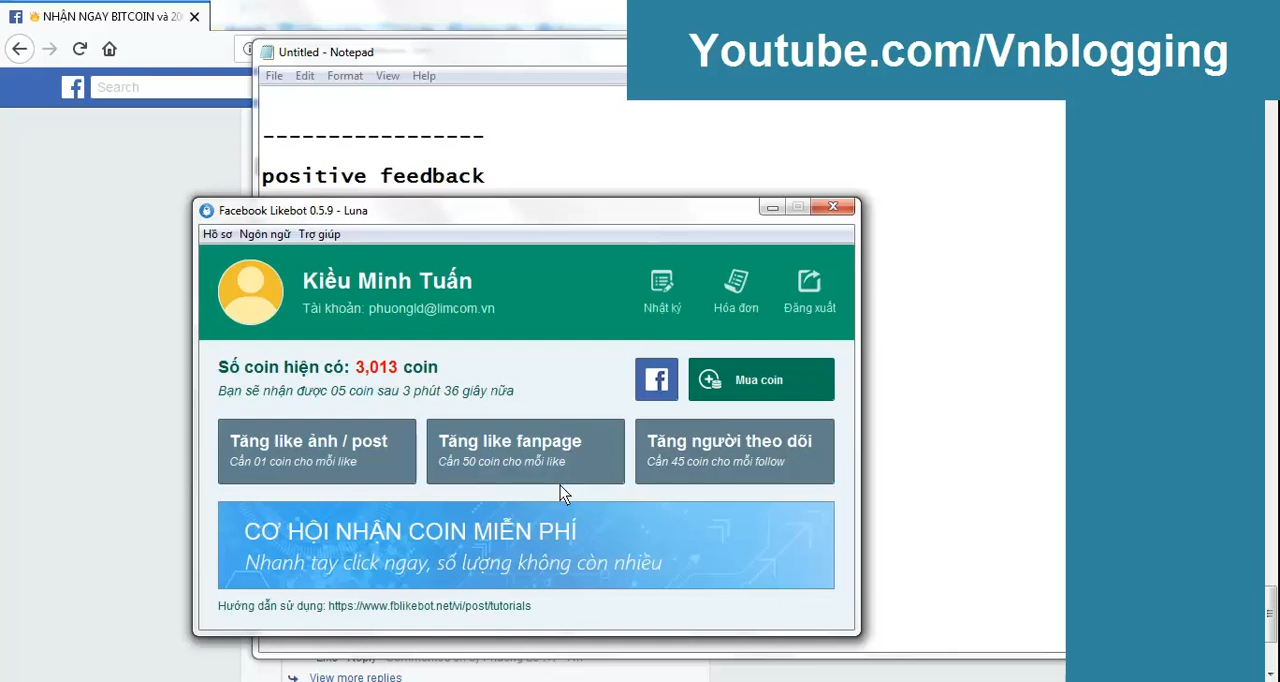 🔥 NHẬN NGAY BITCOIN và 20
Youtube.com/Vnblogging
Untitled - Notepad
Search
File Edit Format View Help
----------------
positive feedback
Facebook Likebot 0.5.9 - Luna
Hồ sơ Ngôn ngữ Trợ giúp
Kiều Minh Tuấn
Tài khoản: phuongld@limcom.vn
Nhật ký
Hóa đơn
Đăng xuất
Số coin hiện có: 3,013 coin
Bạn sẽ nhận được 05 coin sau 3 phút 36 giây nữa
Mua coin
Tăng like ảnh / post
Cần 01 coin cho mỗi like
Tăng like fanpage
Cần 50 coin cho mỗi like
Tăng người theo dõi
Cần 45 coin cho mỗi follow
CƠ HỘI NHẬN COIN MIỄN PHÍ
Nhanh tay click ngay, số lượng không còn nhiều
Hướng dẫn sử dụng: https://www.fblikebot.net/vi/post/tutorials
View more replies